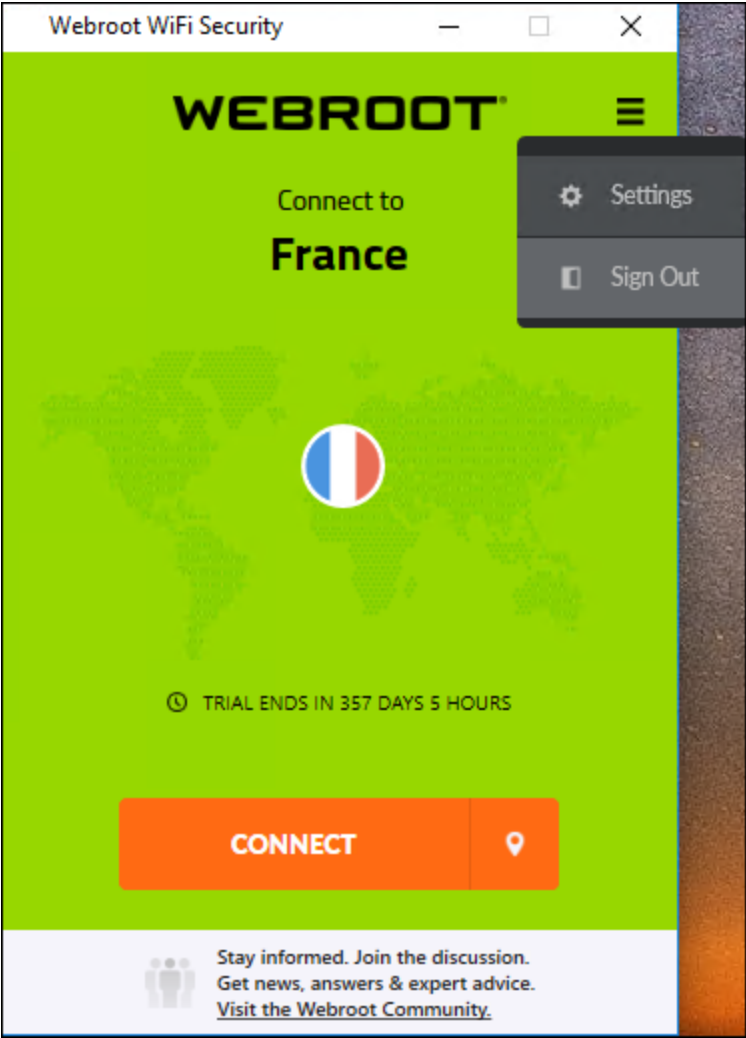 Webroot WiFi Security
WEBROOT®
Settings
Sign Out
Connect to
France
TRIAL ENDS IN 357 DAYS 5 HOURS
CONNECT
Stay informed. Join the discussion.
Get news, answers & expert advice.
Visit the Webroot Community.